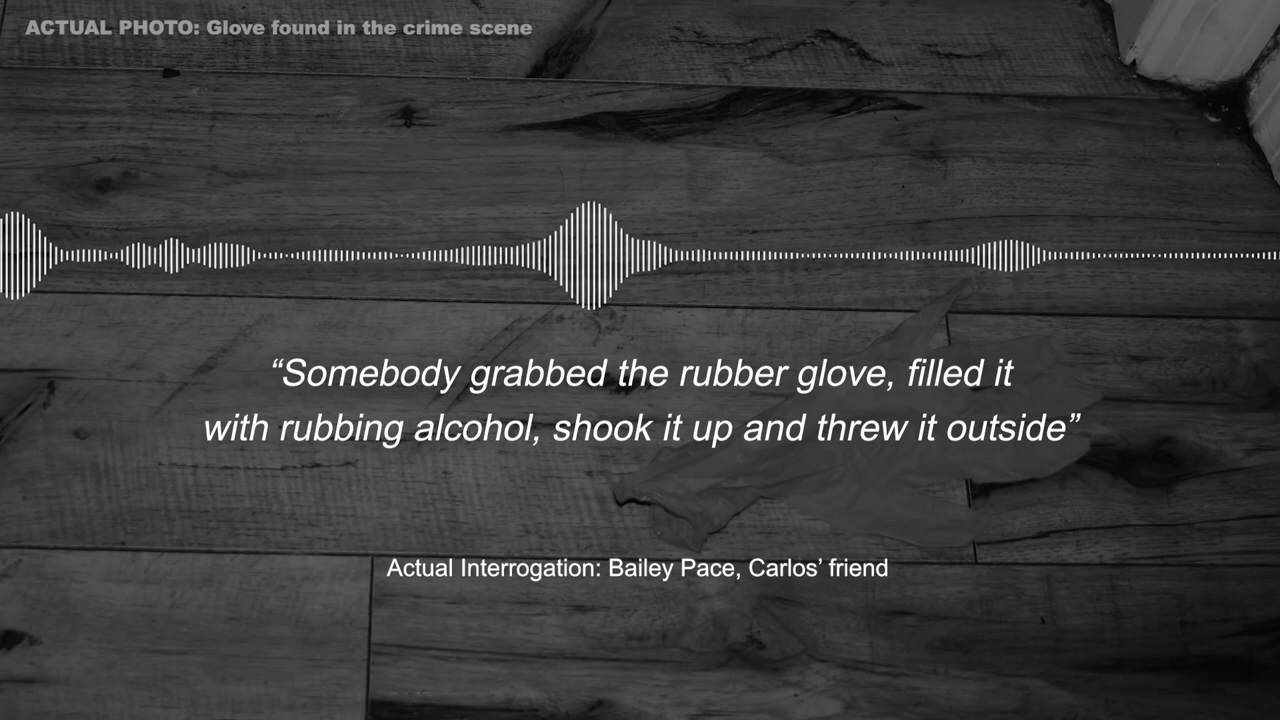 ACTUAL PHOTO: Glove found in the crime scene
“Somebody grabbed the rubber glove, filled it
with rubbing alcohol, shook it up and threw it outside”
Actual Interrogation: Bailey Pace, Carlos’ friend